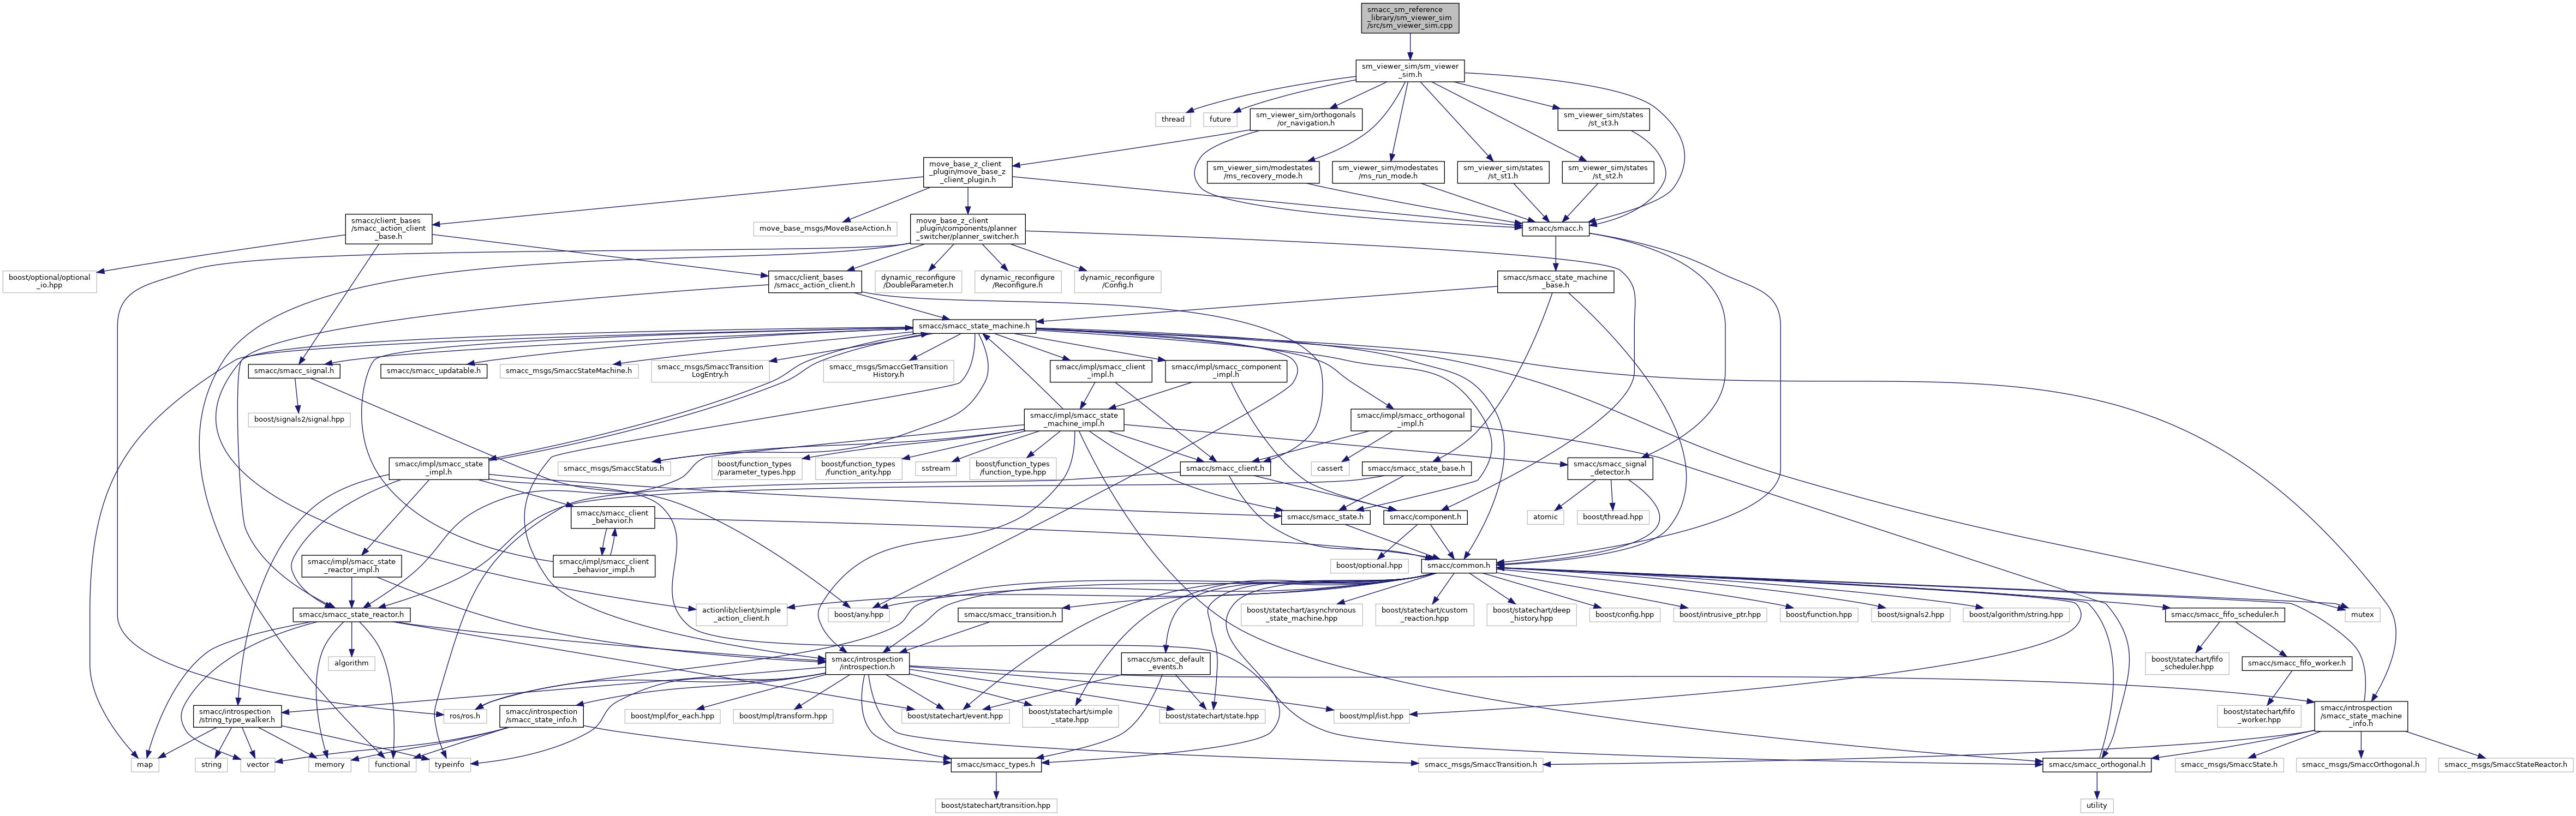 smacc_sm_reference
_library/sm_viewer_sim
/src/sm_viewer_sim.cpp
sm_viewer_sim/sm_viewer
_sim.h
thread
future
sm_viewer_sim/orthogonals
/or_navigation.h
sm_viewer_sim/states
/st_st3.h
move_base_z_client
_plugin/move_base_z
_client_plugin.h
sm_viewer_sim/modestates
/ms_recovery_mode.h
sm_viewer_sim/modestates
/ms_run_mode.h
sm_viewer_sim/states
/st_st1.h
sm_viewer_sim/states
/st_st2.h
smacc/client_bases
/smacc_action_client
_base.h
move_base_msgs/MoveBaseAction.h
move_base_z_client
_plugin/components/planner
_switcher/planner_switcher.h
smacc/smacc.h
boost/optional/optional
_io.hpp
smacc/client_bases
/smacc_action_client.h
dynamic_reconfigure
/DoubleParameter.h
dynamic_reconfigure
/Reconfigure.h
dynamic_reconfigure
/Config.h
smacc/smacc_state_machine
_base.h
smacc/smacc_state_machine.h
smacc/smacc_signal.h
smacc/smacc_updatable.h
smacc_msgs/SmaccStateMachine.h
smacc_msgs/SmaccTransition
LogEntry.h
smacc_msgs/SmaccGetTransition
History.h
smacc/impl/smacc_client
_impl.h
smacc/impl/smacc_component
_impl.h
boost/signals2/signal.hpp
smacc/impl/smacc_state
_machine_impl.h
smacc/impl/smacc_orthogonal
_impl.h
smacc/impl/smacc_state
_impl.h
smacc_msgs/SmaccStatus.h
boost/function_types
/parameter_types.hpp
boost/function_types
/function_arity.hpp
sstream
boost/function_types
/function_type.hpp
smacc/smacc_client.h
cassert
smacc/smacc_state_base.h
smacc/smacc_signal
_detector.h
smacc/smacc_client
_behavior.h
smacc/smacc_state.h
smacc/component.h
atomic
boost/thread.hpp
smacc/impl/smacc_state
_reactor_impl.h
smacc/impl/smacc_client
_behavior_impl.h
boost/optional.hpp
smacc/common.h
smacc/smacc_state_reactor.h
actionlib/client/simple
_action_client.h
boost/any.hpp
smacc/smacc_transition.h
boost/statechart/asynchronous
_state_machine.hpp
boost/statechart/custom
_reaction.hpp
boost/statechart/deep
_history.hpp
boost/config.hpp
boost/intrusive_ptr.hpp
boost/function.hpp
boost/signals2.hpp
boost/algorithm/string.hpp
smacc/smacc_fifo_scheduler.h
mutex
algorithm
smacc/introspection
/introspection.h
smacc/smacc_default
_events.h
boost/statechart/fifo
_scheduler.hpp
smacc/smacc_fifo_worker.h
smacc/introspection
/string_type_walker.h
ros/ros.h
smacc/introspection
/smacc_state_info.h
boost/mpl/for_each.hpp
boost/mpl/transform.hpp
boost/statechart/event.hpp
boost/statechart/simple
_state.hpp
boost/statechart/state.hpp
boost/mpl/list.hpp
boost/statechart/fifo
_worker.hpp
smacc/introspection
/smacc_state_machine
_info.h
map
string
vector
memory
functional
typeinfo
smacc/smacc_types.h
smacc_msgs/SmaccTransition.h
smacc/smacc_orthogonal.h
smacc_msgs/SmaccState.h
smacc_msgs/SmaccOrthogonal.h
smacc_msgs/SmaccStateReactor.h
boost/statechart/transition.hpp
utility